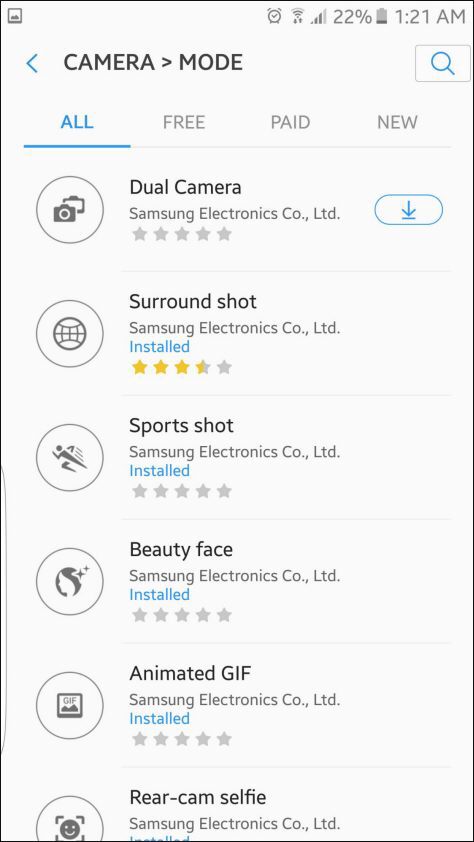 22% 1:21 AM
CAMERA > MODE
ALL FREE PAID NEW
Dual Camera
Samsung Electronics Co., Ltd.
Surround shot
Samsung Electronics Co., Ltd.
Installed
Sports shot
Samsung Electronics Co., Ltd.
Installed
Beauty face
Samsung Electronics Co., Ltd.
Installed
Animated GIF
GIF
Samsung Electronics Co., Ltd.
Installed
Rear-cam selfie
Samsung Electronics Co., Ltd.
Installed